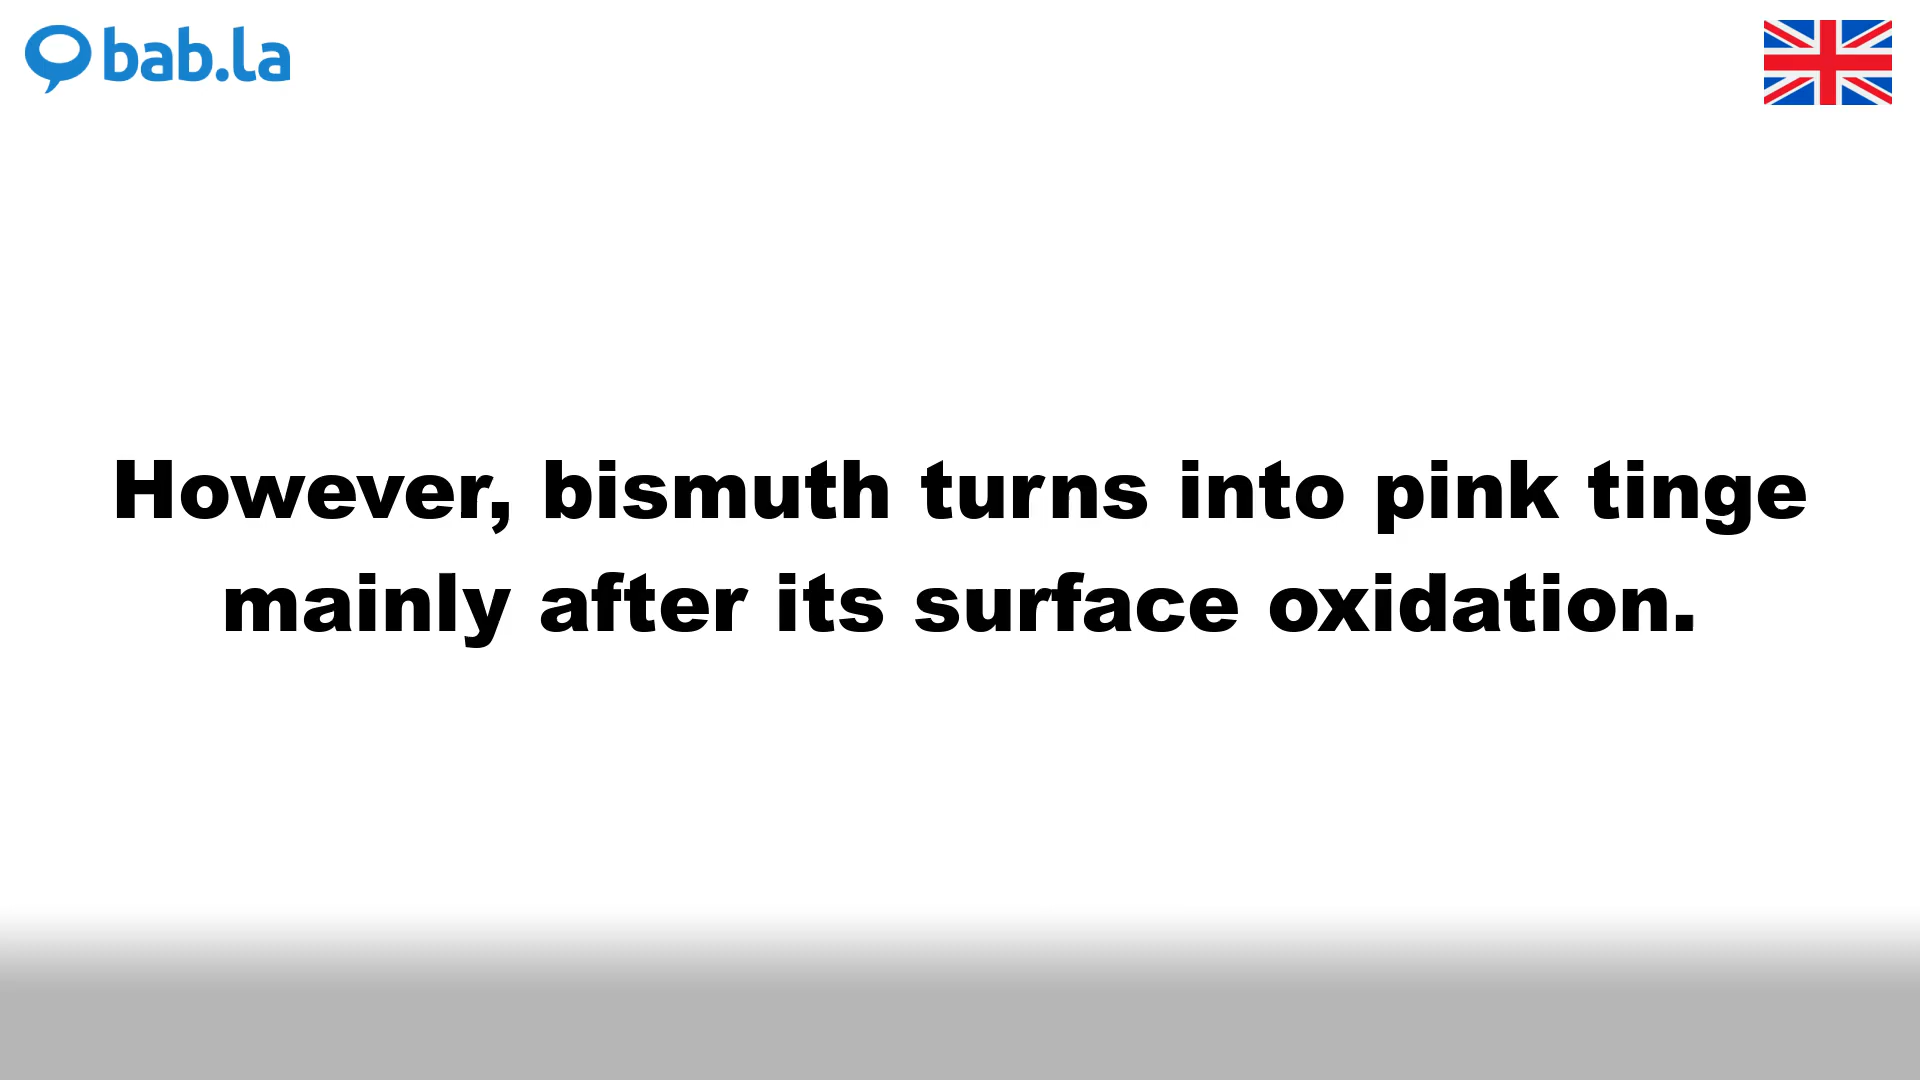 bab.la
However, bismuth turns into pink tinge
mainly after its surface oxidation.